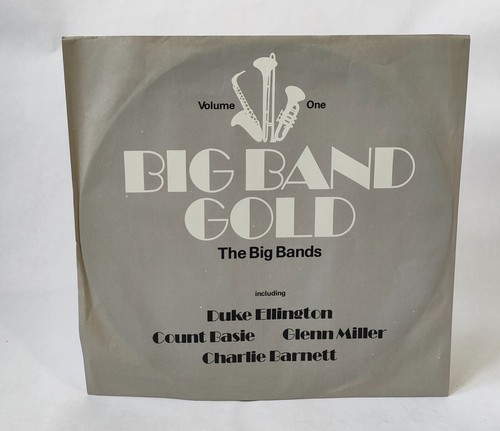 Volume One
BIG BAND
GOLD
The Big Bands
including
Duke Ellington
Count Basie Glenn Miller
Charlie Barnett